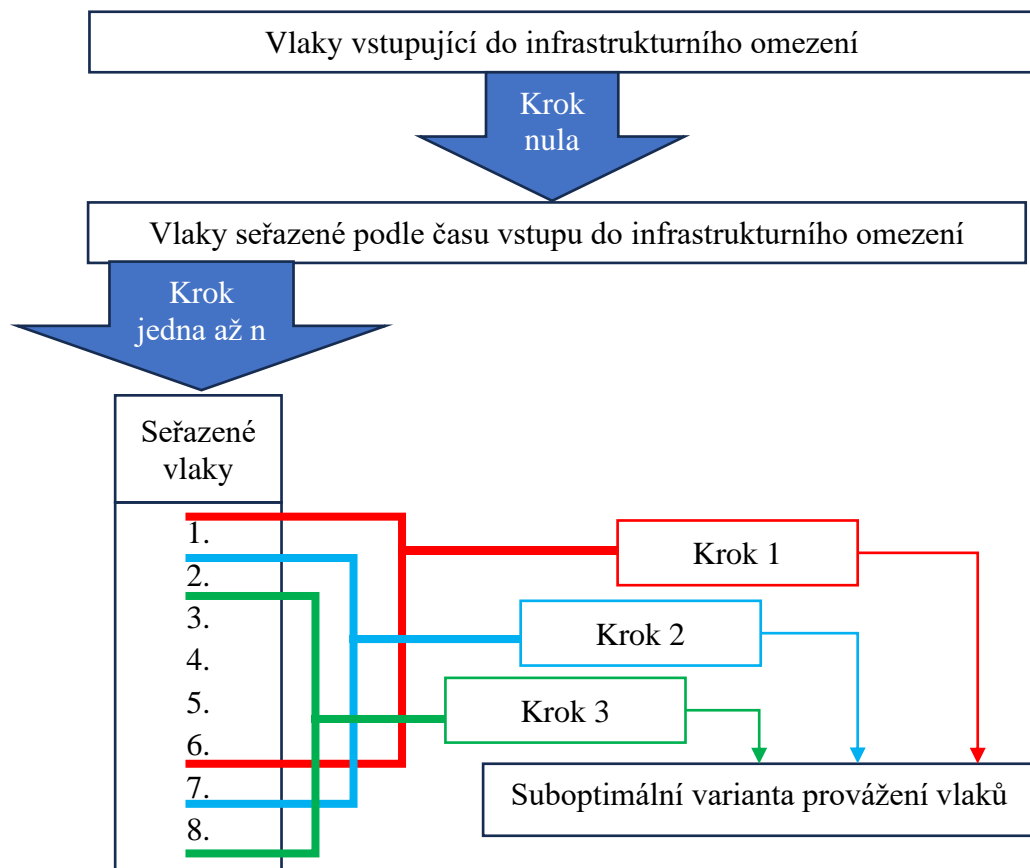 Vlaky vstupující do infrastrukturního omezení
Krok
nula
Vlaky seřazené podle času vstupu do infrastrukturního omezení
Krok
jedna až n
Seřazené
vlaky
1.
2.
3.
4.
5.
6.
7.
8.
Krok 1
Krok 2
Krok 3
Suboptimální varianta provážení vlaků